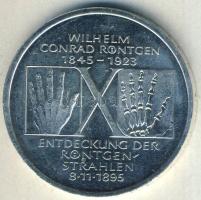 WILHELM
CONRAD RÖNTGEN
1845-1923
X
ENTDECKUNG DER
RÖNTGEN-
STRAHLEN
8·11·1895